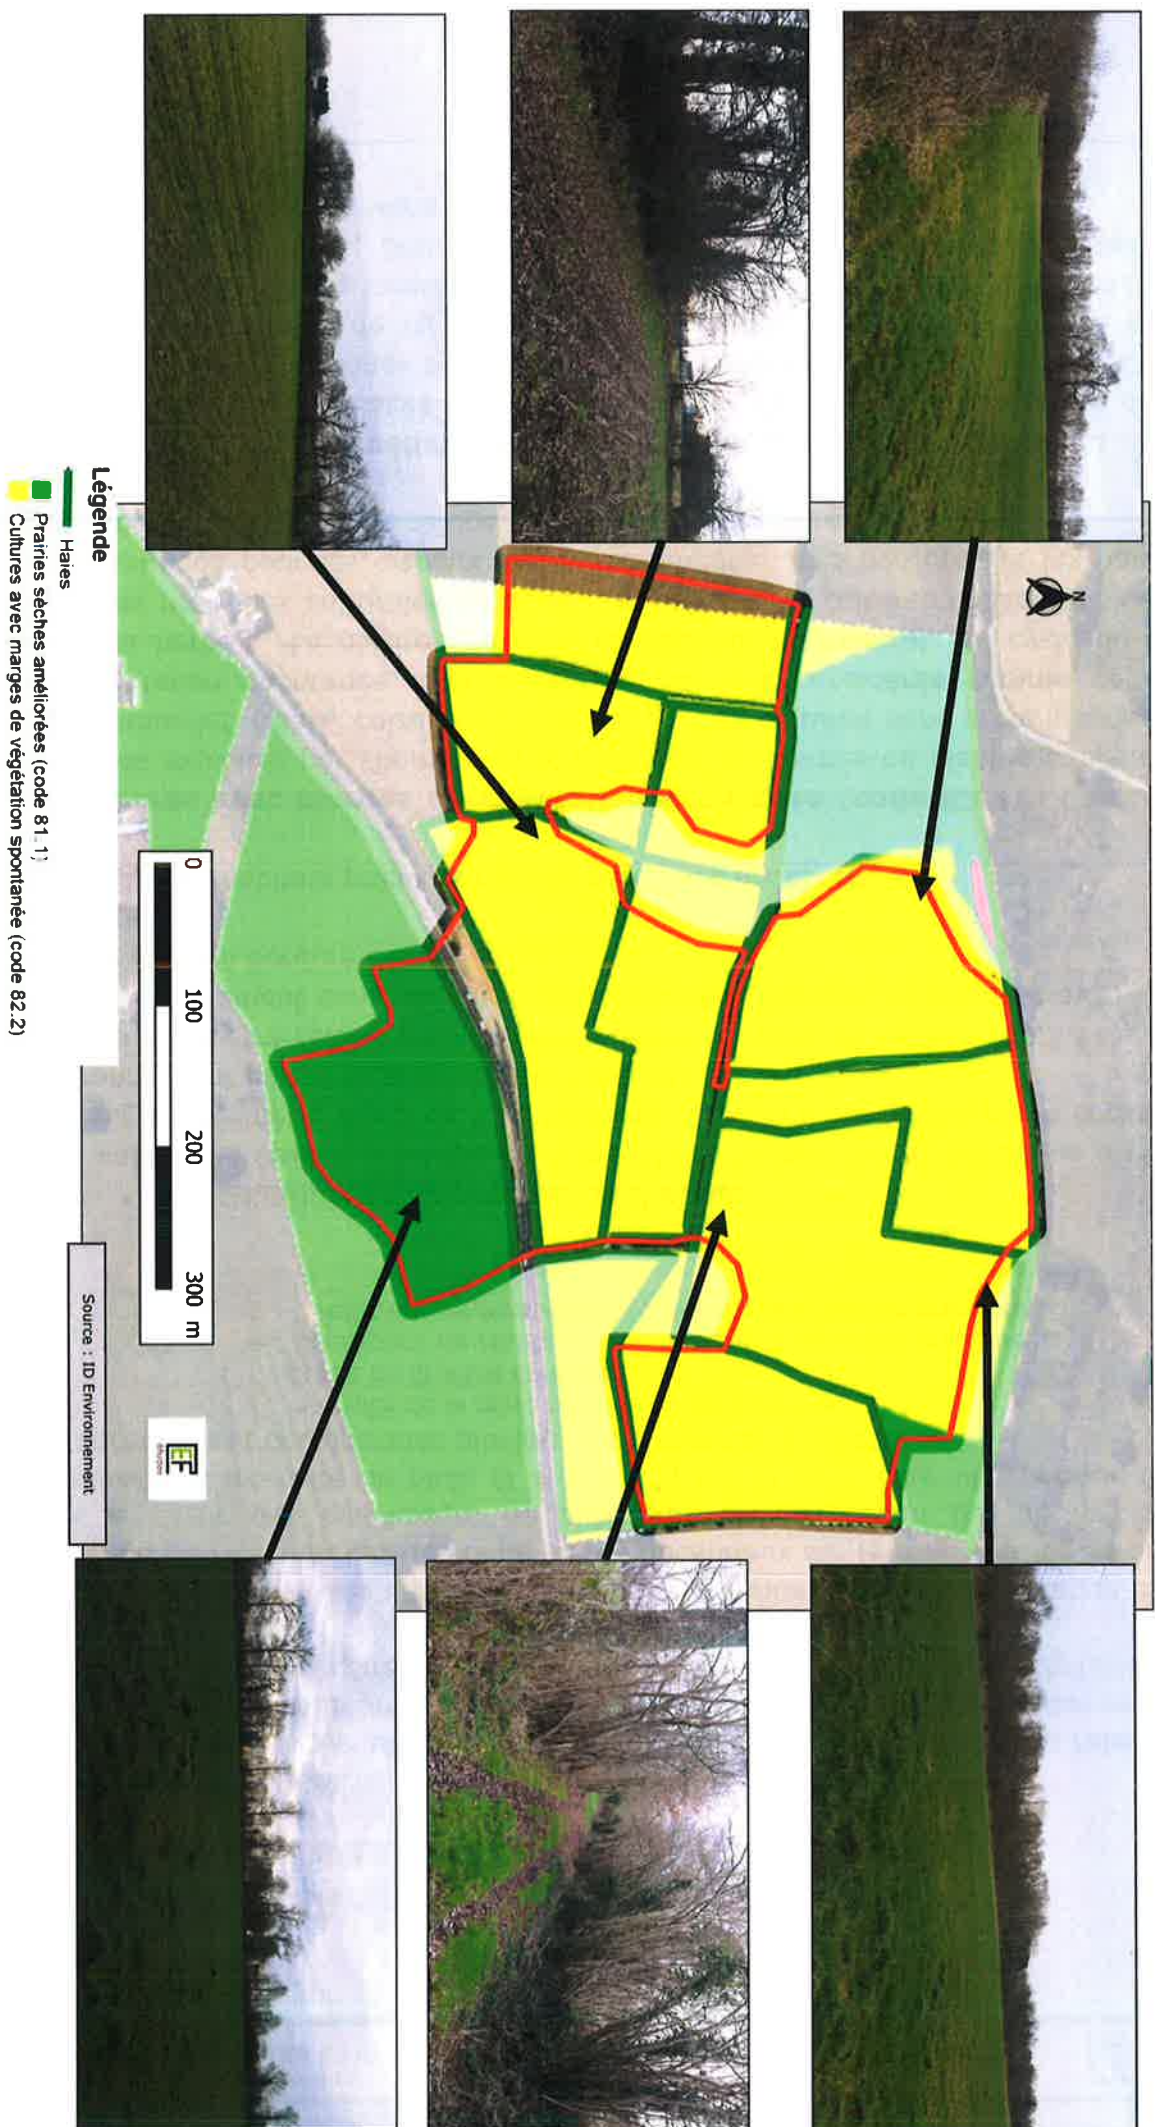 N
Légende
Haies
Prairies sèches améliorées (code 81.1)
Cultures avec marges de végétation spontanée (code 82.2)
0 100 200 300 m
Source : ID Environnement